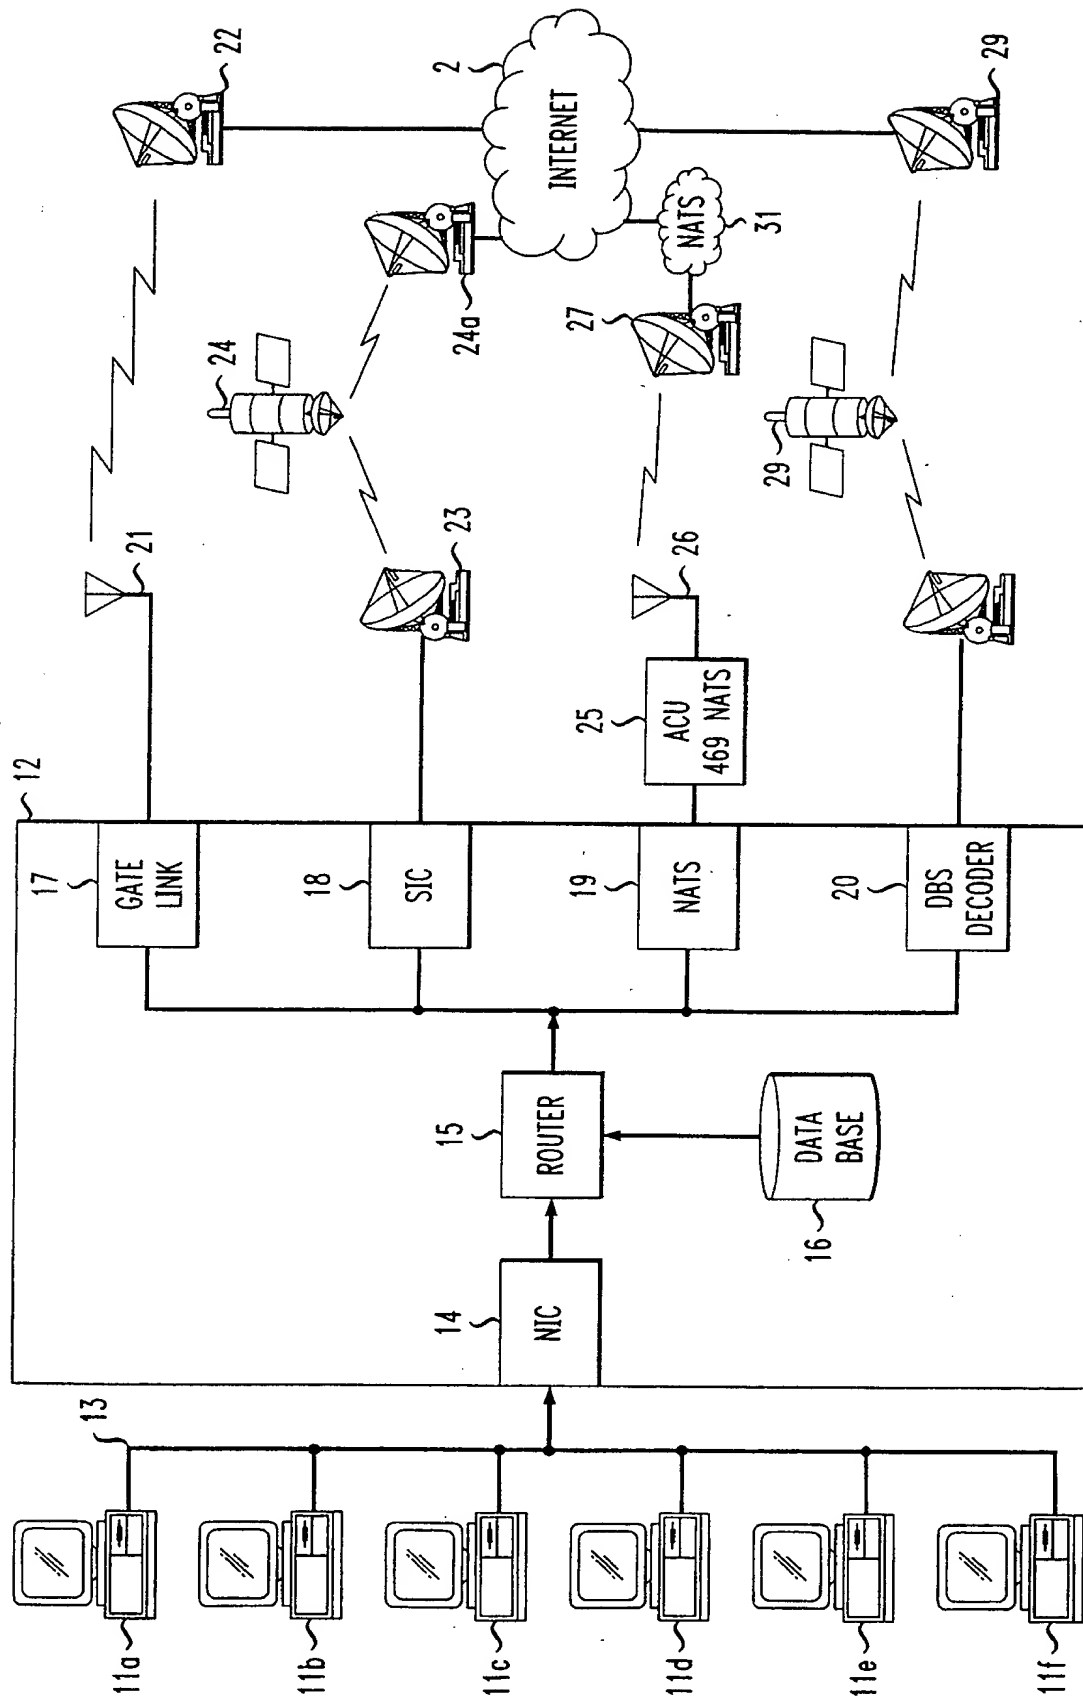 11a
11b
11c
11d
11e
11f
13
12
14
NIC
15
ROUTER
16
DATA
BASE
17
GATE
LINK
18
SIC
19
NATS
20
DBS
DECODER
21
22
23
24
24a
25
ACU
469 NATS
26
27
NATS
31
2
INTERNET
29
29